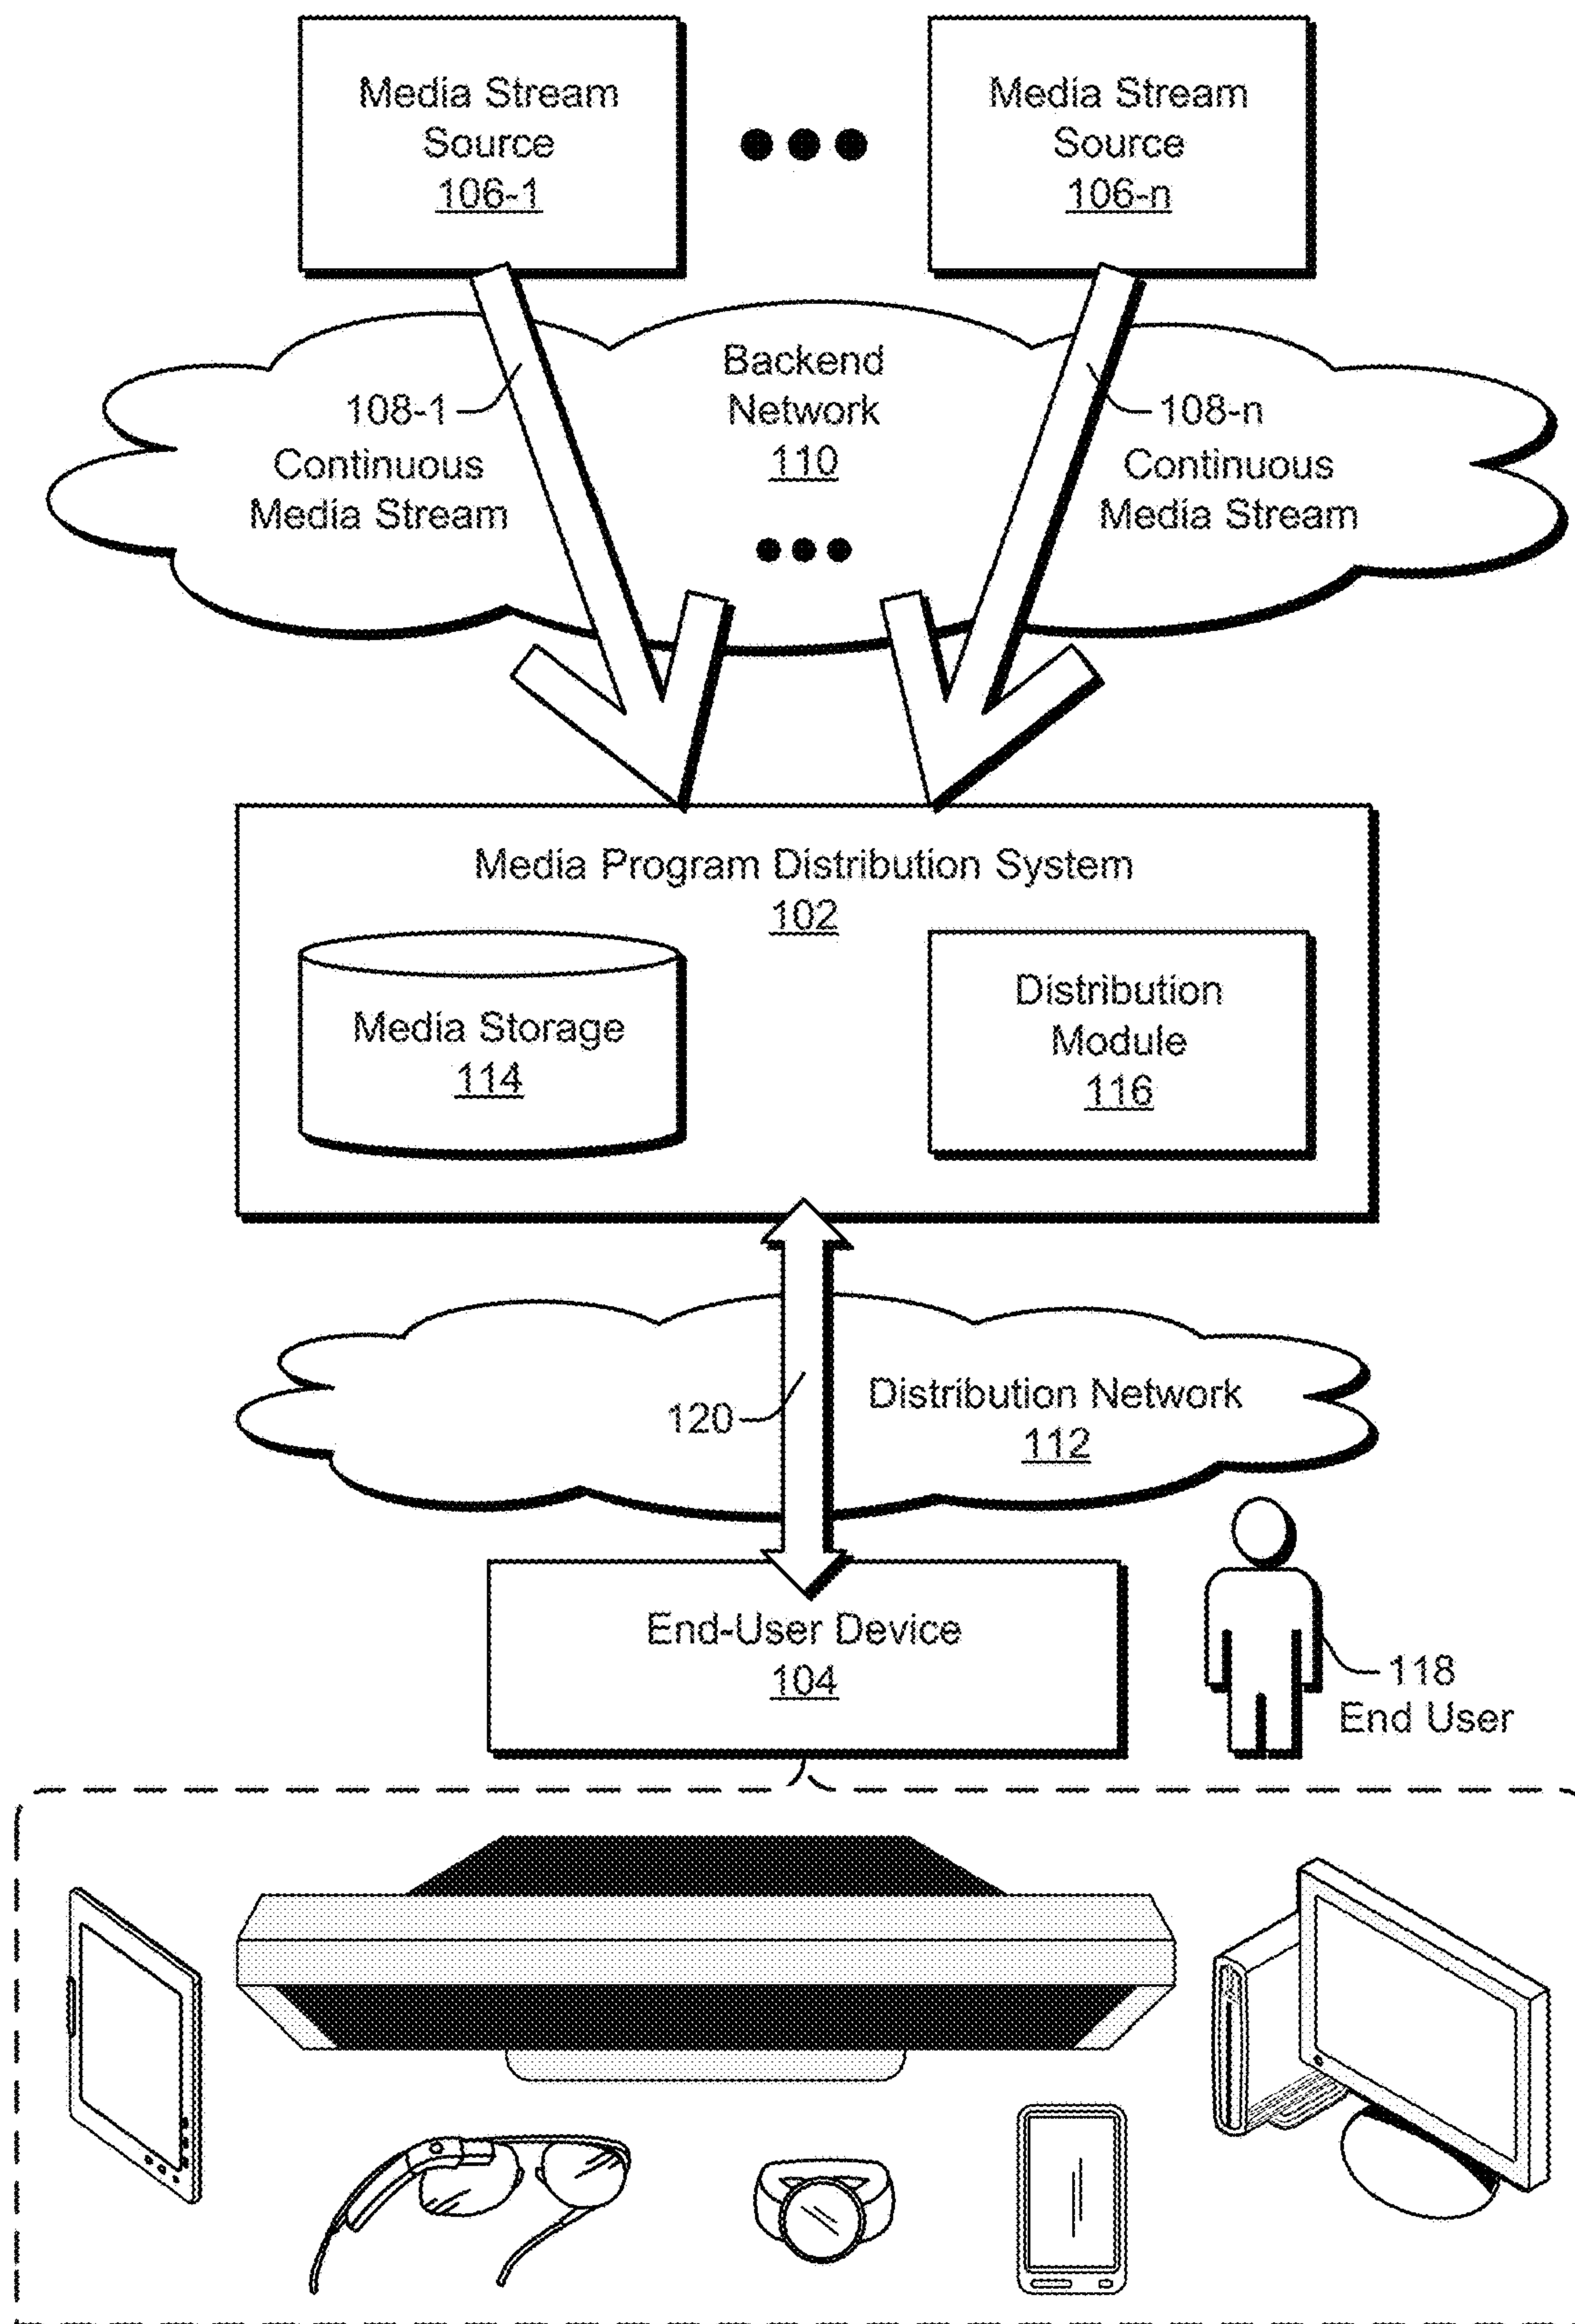 Media Stream
Source
106-1
Media Stream
Source
106-n
Backend
Network
110
108-1
Continuous
Media Stream
108-n
Continuous
Media Stream
Media Program Distribution System
102
Media Storage
114
Distribution
Module
116
120
Distribution Network
112
End-User Device
104
118
End User